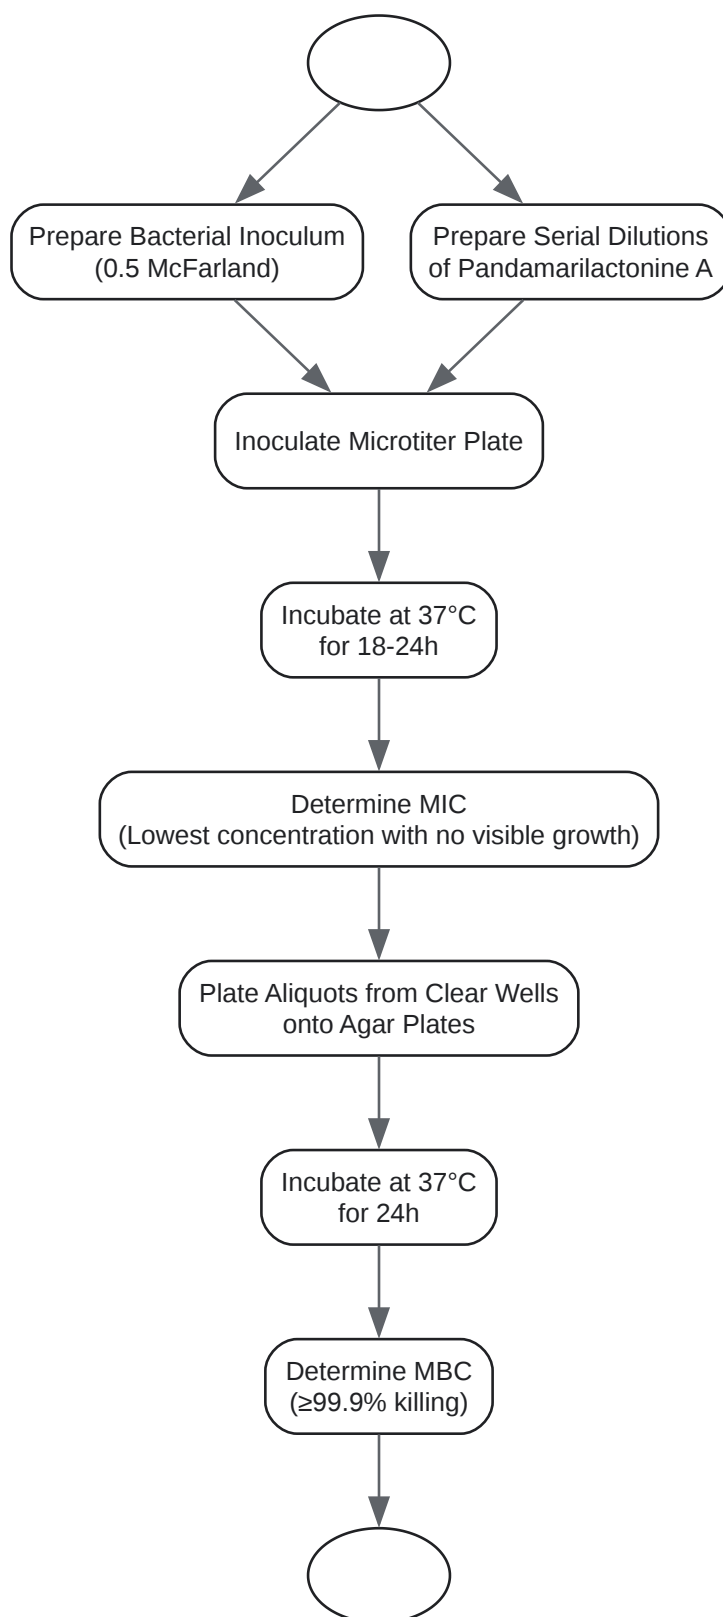 Prepare Bacterial Inoculum
(0.5 McFarland)
Prepare Serial Dilutions
of Pandamarilactonine A
Inoculate Microtiter Plate
Incubate at 37°C
for 18-24h
Determine MIC
(Lowest concentration with no visible growth)
Plate Aliquots from Clear Wells
onto Agar Plates
Incubate at 37°C
for 24h
Determine MBC
(≥99.9% killing)